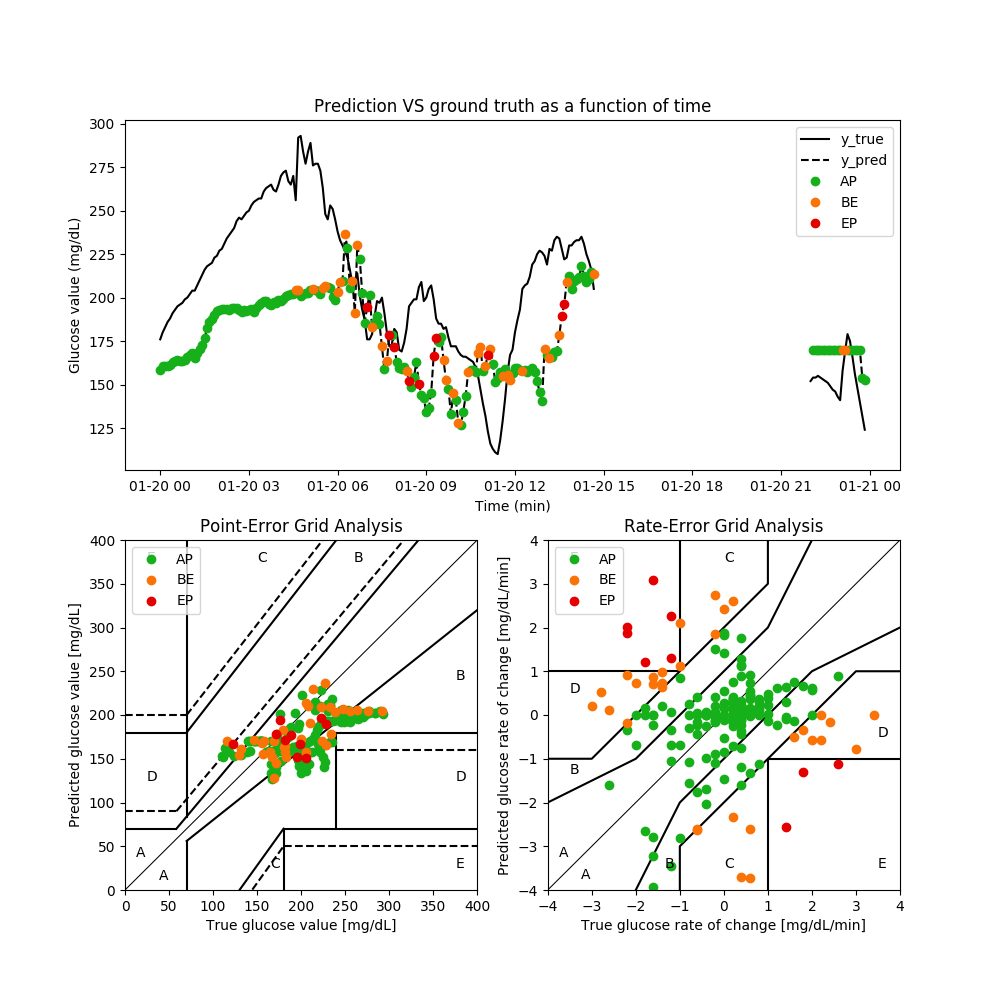 Prediction VS ground truth as a function of time
300
275
250
225
200
175
150
125
Glucose value (mg/dL)
y_true
y_pred
AP
BE
EP
01-20 00
01-20 03
01-20 06
01-20 09
01-20 12
01-20 15
01-20 18
01-20 21
01-21 00
Time (min)
Point-Error Grid Analysis
400
350
300
250
200
150
100
50
0
Predicted glucose value [mg/dL]
AP
BE
EP
C
B
B
D
D
A
A
C
E
0
50
100
150
200
250
300
350
400
True glucose value [mg/dL]
Rate-Error Grid Analysis
4
3
2
1
0
−1
−2
−3
−4
Predicted glucose rate of change [mg/dL/min]
AP
BE
EP
C
D
D
B
A
A
B
C
E
−4
−3
−2
−1
0
1
2
3
4
True glucose rate of change [mg/dL/min]